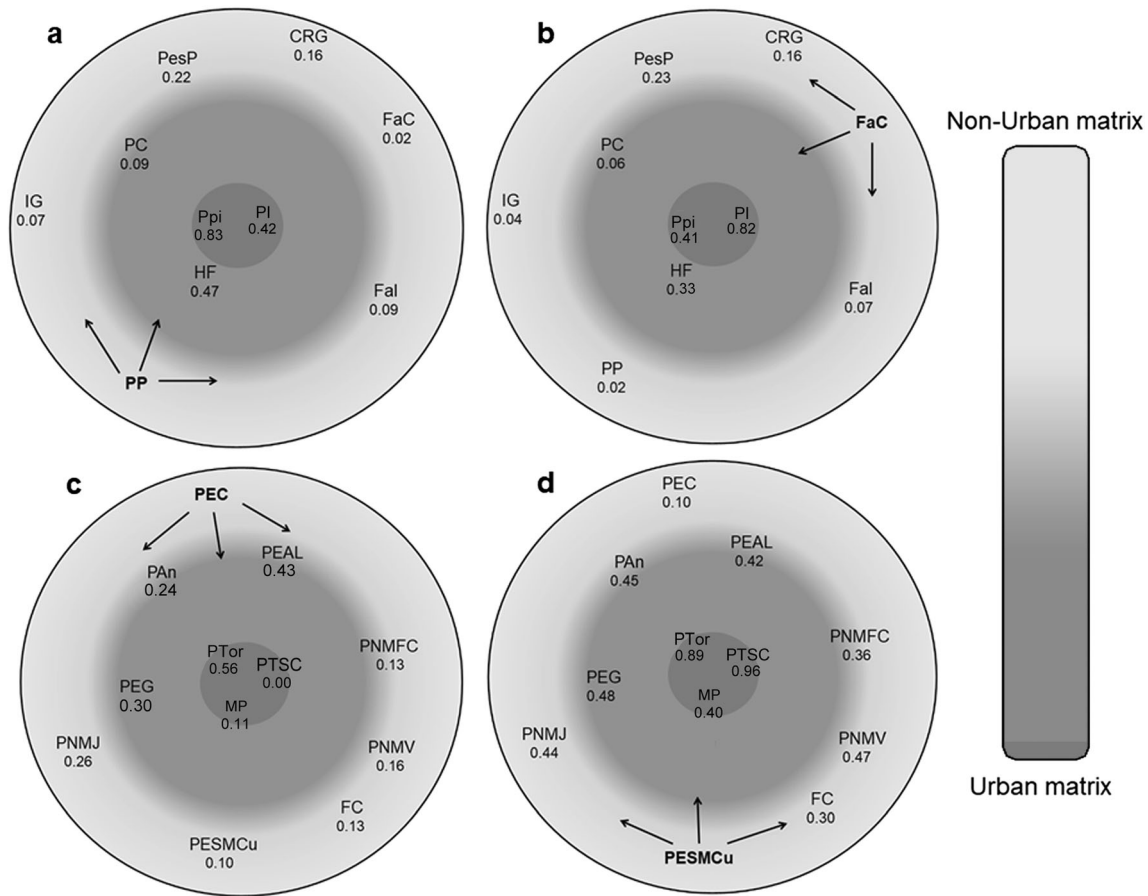 a
CRG
0.16
PesP
0.22
FaC
0.02
PC
0.09
IG
0.07
Ppi
0.83
PI
0.42
HF
0.47
FaI
0.09
PP
b
CRG
0.16
PesP
0.23
FaC
PC
0.06
IG
0.04
Ppi
0.41
PI
0.82
HF
0.33
FaI
0.07
PP
0.02
Non-Urban matrix
Urban matrix
c
PEC
PEAL
0.43
PAn
0.24
PNMFC
0.13
PTor
0.56
PTSC
0.00
PEG
0.30
MP
0.11
PNMJ
0.26
PNMV
0.16
FC
0.13
PESMCu
0.10
d
PEC
0.10
PEAL
0.42
PAn
0.45
PNMFC
0.36
PTor
0.89
PTSC
0.96
PEG
0.48
MP
0.40
PNMJ
0.44
PNMV
0.47
FC
0.30
PESMCu